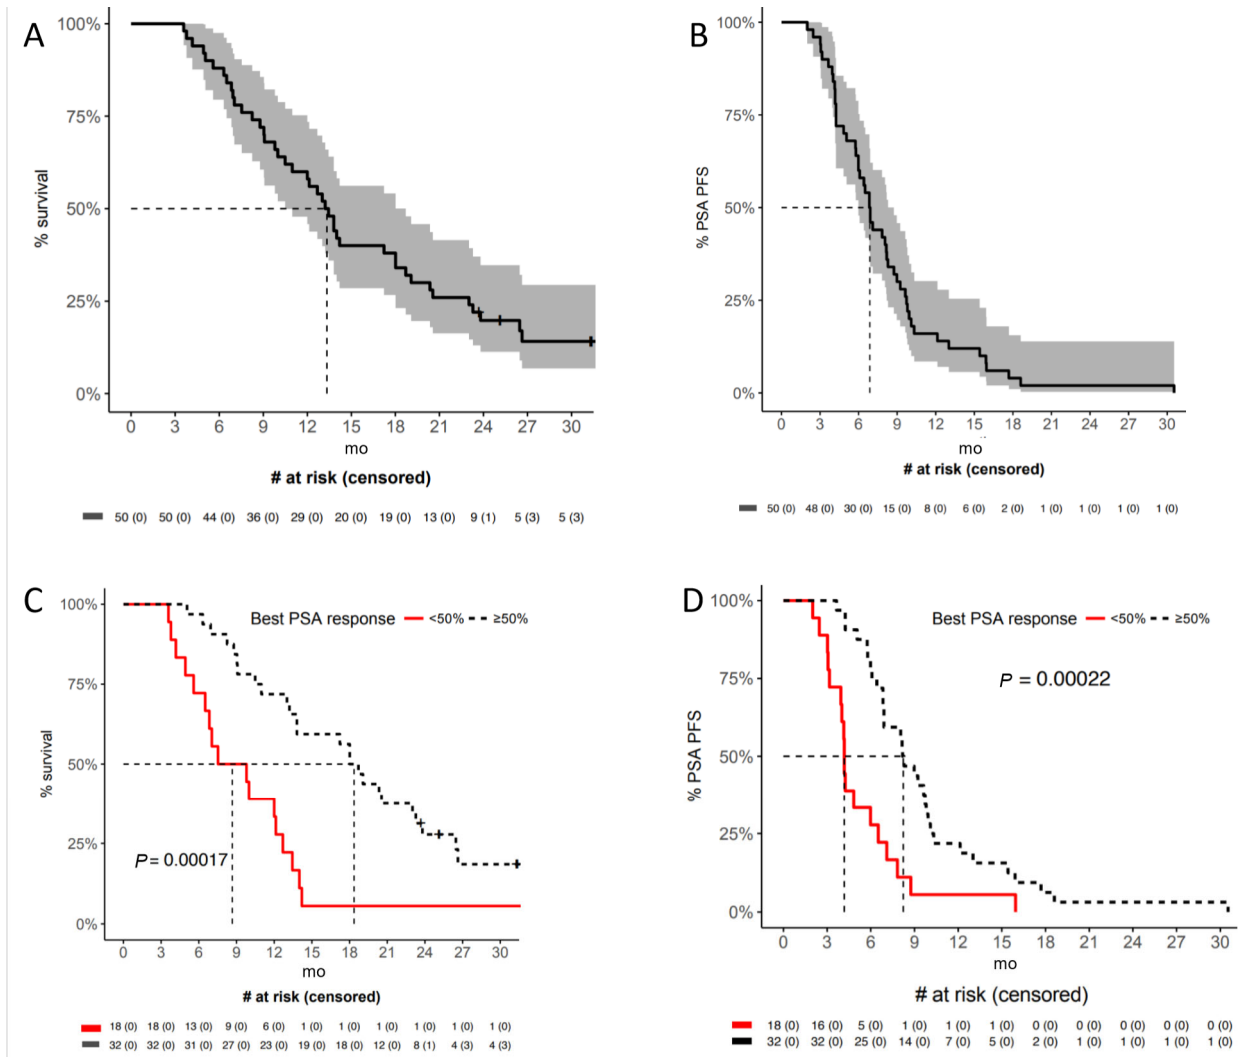 A
100%
75%
50%
25%
0%
% survival
0 3 6 9 12 15 18 21 24 27 30
mo
# at risk (censored)
50 (0) 50 (0) 44 (0) 36 (0) 29 (0) 20 (0) 19 (0) 13 (0) 9 (1) 5 (3) 5 (3)
B
100%
75%
50%
25%
0%
% PSA PFS
0 3 6 9 12 15 18 21 24 27 30
mo
# at risk (censored)
50 (0) 48 (0) 30 (0) 15 (0) 8 (0) 6 (0) 2 (0) 1 (0) 1 (0) 1 (0) 1 (0)
C
Best PSA response <50% ≥50%
100%
75%
50%
25%
0%
% survival
P = 0.00017
0 3 6 9 12 15 18 21 24 27 30
mo
# at risk (censored)
18 (0) 18 (0) 13 (0) 9 (0) 6 (0) 1 (0) 1 (0) 1 (0) 1 (0) 1 (0) 1 (0)
32 (0) 32 (0) 31 (0) 27 (0) 23 (0) 19 (0) 18 (0) 12 (0) 8 (1) 4 (3) 4 (3)
D
Best PSA response <50% ≥50%
P = 0.00022
100%
75%
50%
25%
0%
% PSA PFS
0 3 6 9 12 15 18 21 24 27 30
mo
# at risk (censored)
18 (0) 16 (0) 5 (0) 1 (0) 1 (0) 1 (0) 0 (0) 0 (0) 0 (0) 0 (0) 0 (0)
32 (0) 32 (0) 25 (0) 14 (0) 7 (0) 5 (0) 2 (0) 1 (0) 1 (0) 1 (0) 1 (0)